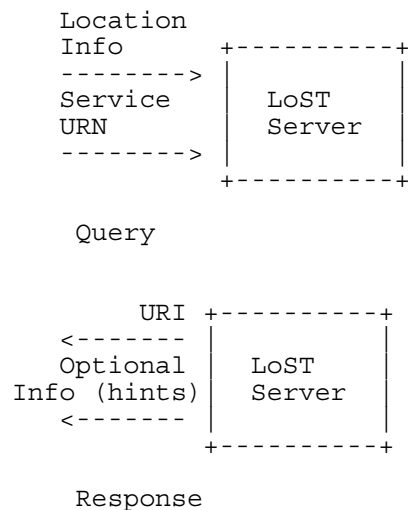 Location
Info +----------+
--------> | |
Service | LoST |
URN | Server |
--------> | |
+----------+
Query
URI +----------+
<------- | |
Optional | LoST |
Info (hints)| Server |
<------- | |
+----------+
Response